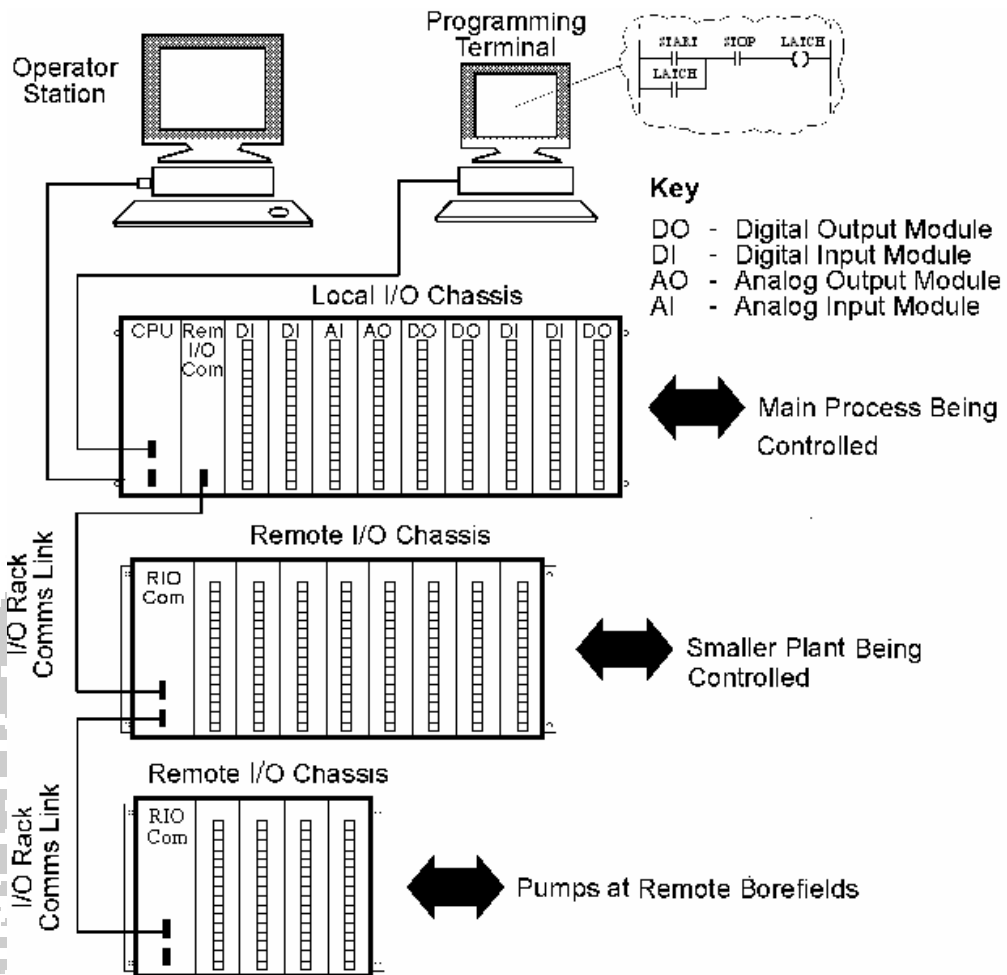 Operator
Station
Programming
Terminal
START STOP LATCH
LATCH
Key
DO - Digital Output Module
DI - Digital Input Module
AO - Analog Output Module
AI - Analog Input Module
Local I/O Chassis
CPU
Rem
I/O
Com
DI
DI
AI
AO
DO
DO
DI
DI
DO
Main Process Being
Controlled
I/O Rack
Comms Link
Remote I/O Chassis
RIO
Com
Smaller Plant Being
Controlled
I/O Rack
Comms Link
Remote I/O Chassis
RIO
Com
Pumps at Remote Borefields